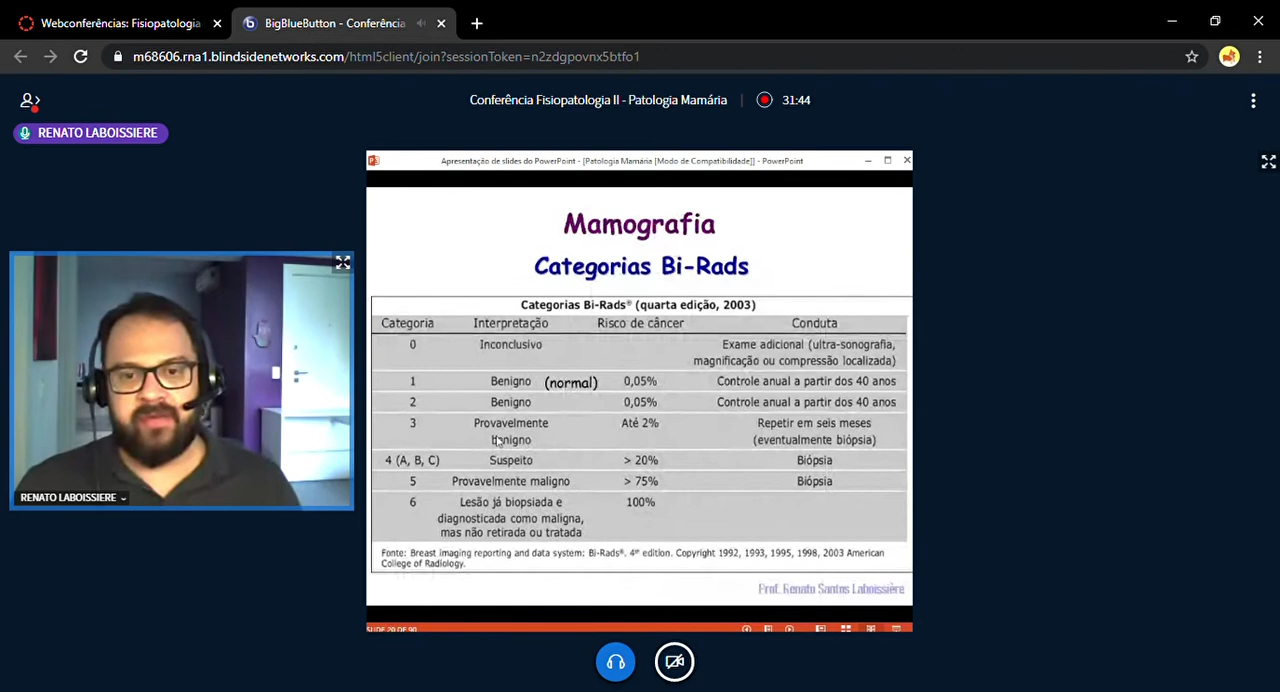 Webconferências: Fisiopatologia
BigBlueButton - Conferência
m68606.rna1.blindsidenetworks.com/html5client/join?sessionToken=n2zdgpovnx5btfo1
Conferência Fisiopatologia II - Patologia Mamária
31:44
RENATO LABOISSIERE
Apresentação de slides do PowerPoint - [Patologia Mamária [Modo de Compatibilidade]] - PowerPoint
Mamografia
Categorias Bi-Rads
Categorias Bi-Rads® (quarta edição, 2003)
Categoria Interpretação Risco de câncer Conduta
0 Inconclusivo Exame adicional (ultra-sonografia,
magnificação ou compressão localizada)
1 Benigno (normal) 0,05% Controle anual a partir dos 40 anos
2 Benigno 0,05% Controle anual a partir dos 40 anos
3 Provavelmente Até 2% Repetir em seis meses
benigno (eventualmente biópsia)
4 (A, B, C) Suspeito > 20% Biópsia
5 Provavelmente maligno > 75% Biópsia
6 Lesão já biopsiada e 100%
diagnosticada como maligna,
mas não retirada ou tratada
Fonte: Breast imaging reporting and data system: Bi-Rads®. 4th edition. Copyright 1992, 1993, 1995, 1998, 2003 American
College of Radiology.
Prof. Renato Santos Laboissière
SLIDE 20 DE 90
RENATO LABOISSIERE